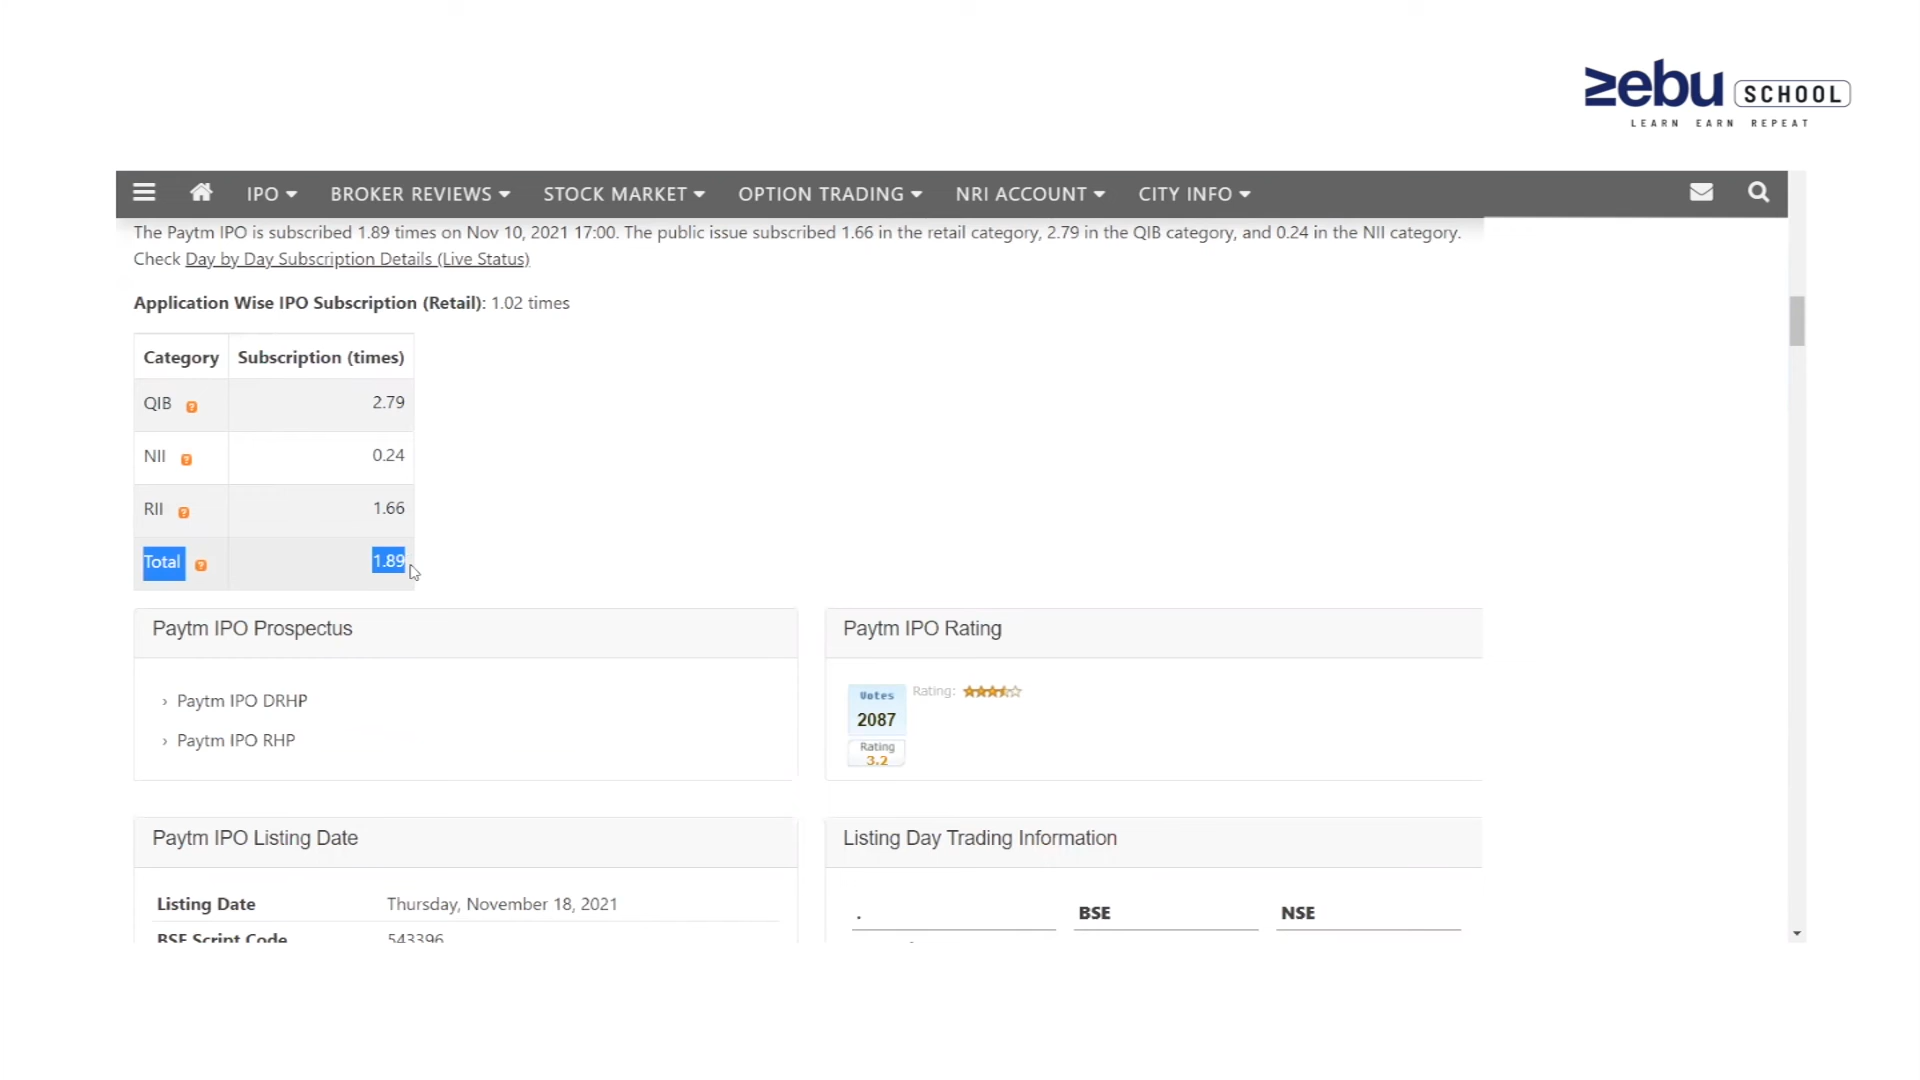 zebu SCHOOL
LEARN EARN REPEAT
IPO BROKER REVIEWS STOCK MARKET OPTION TRADING NRI ACCOUNT CITY INFO
The Paytm IPO is subscribed 1.89 times on Nov 10, 2021 17:00. The public issue subscribed 1.66 in the retail category, 2.79 in the QIB category, and 0.24 in the NII category.
Check Day by Day Subscription Details (Live Status)
Application Wise IPO Subscription (Retail): 1.02 times
Category Subscription (times)
QIB ? 2.79
NII ? 0.24
RII ? 1.66
Total ? 1.89
Paytm IPO Prospectus
› Paytm IPO DRHP
› Paytm IPO RHP
Paytm IPO Rating
Votes
2087
Rating
3.2
Rating:
Paytm IPO Listing Date
Listing Date Thursday, November 18, 2021
BSE Script Code 543396
Listing Day Trading Information
. BSE NSE